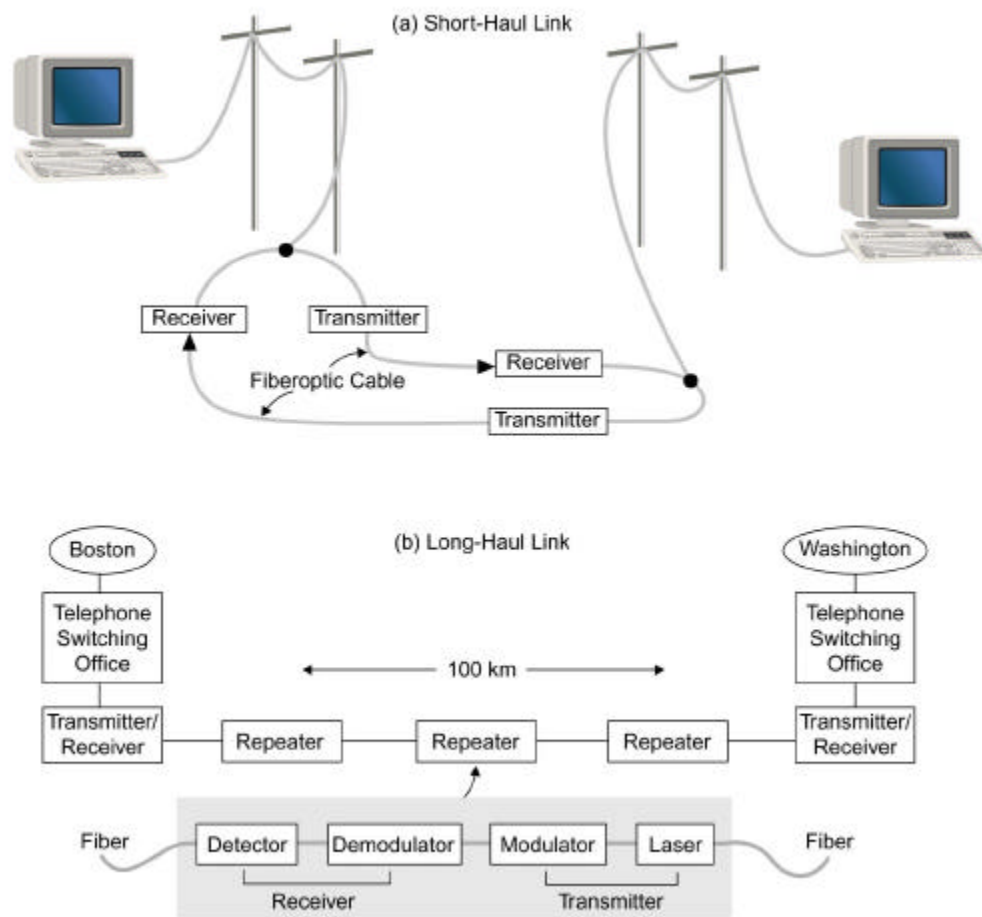 (a) Short-Haul Link
Receiver
Transmitter
Receiver
Fiberoptic Cable
Transmitter
(b) Long-Haul Link
Boston
Washington
Telephone
Switching
Office
Telephone
Switching
Office
100 km
Transmitter/
Receiver
Repeater
Repeater
Repeater
Transmitter/
Receiver
Fiber
Detector
Demodulator
Modulator
Laser
Fiber
Receiver
Transmitter